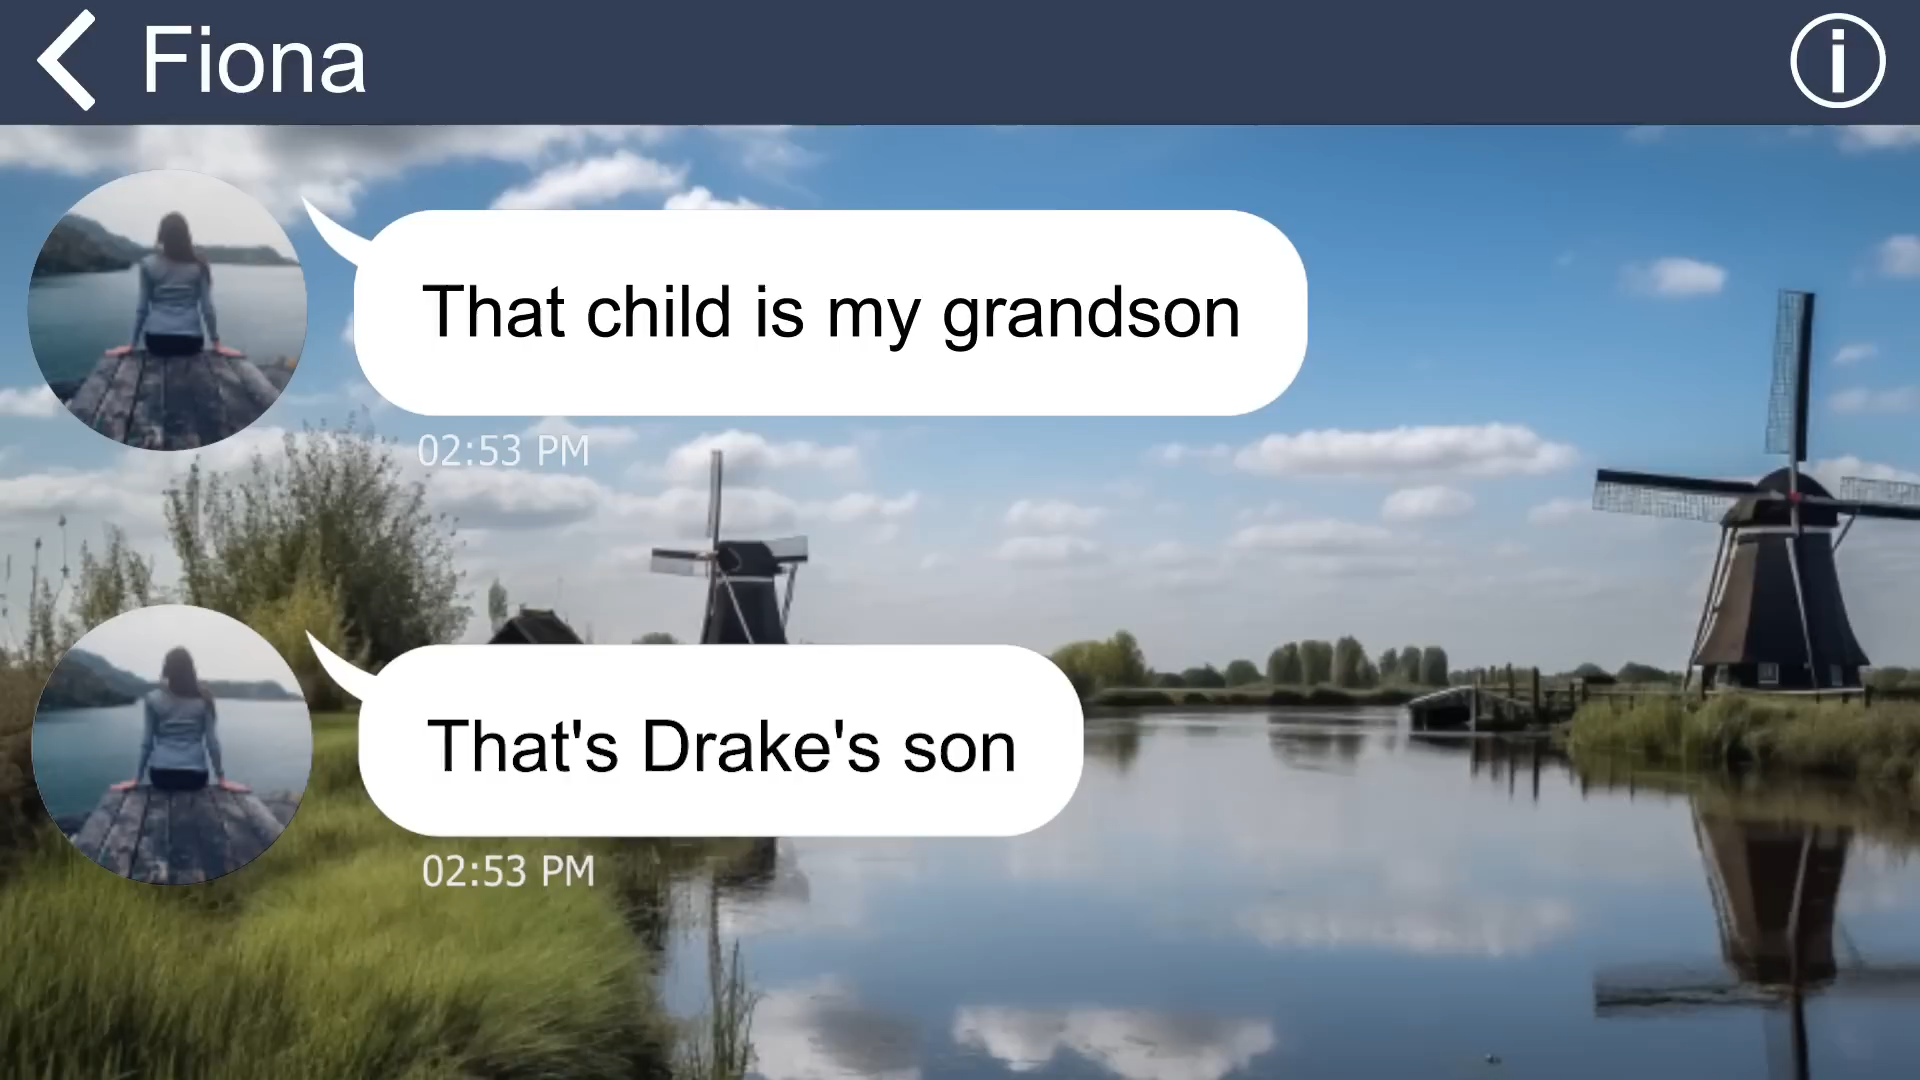 Fiona
That child is my grandson
02:53 PM
That's Drake's son
02:53 PM